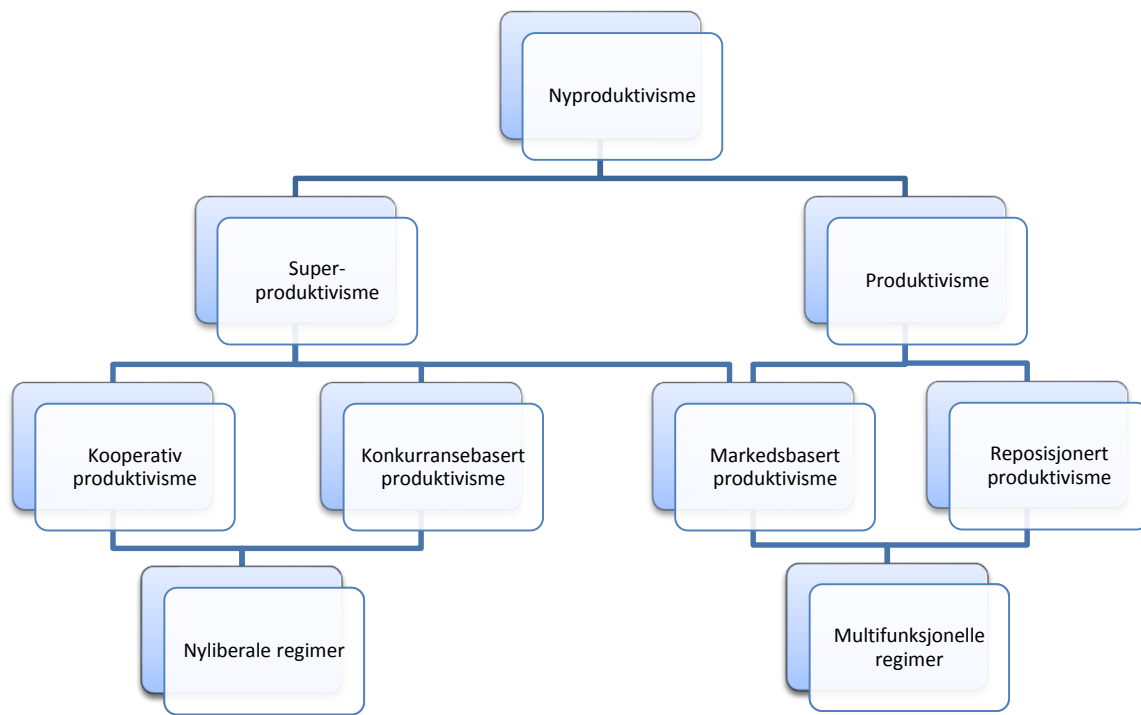 Nyproduktivisme
Super-
produktivisme
Produktivisme
Kooperativ
produktivisme
Konkurransebasert
produktivisme
Markedsbasert
produktivisme
Reposisjonert
produktivisme
Nyliberale regimer
Multifunksjonelle
regimer